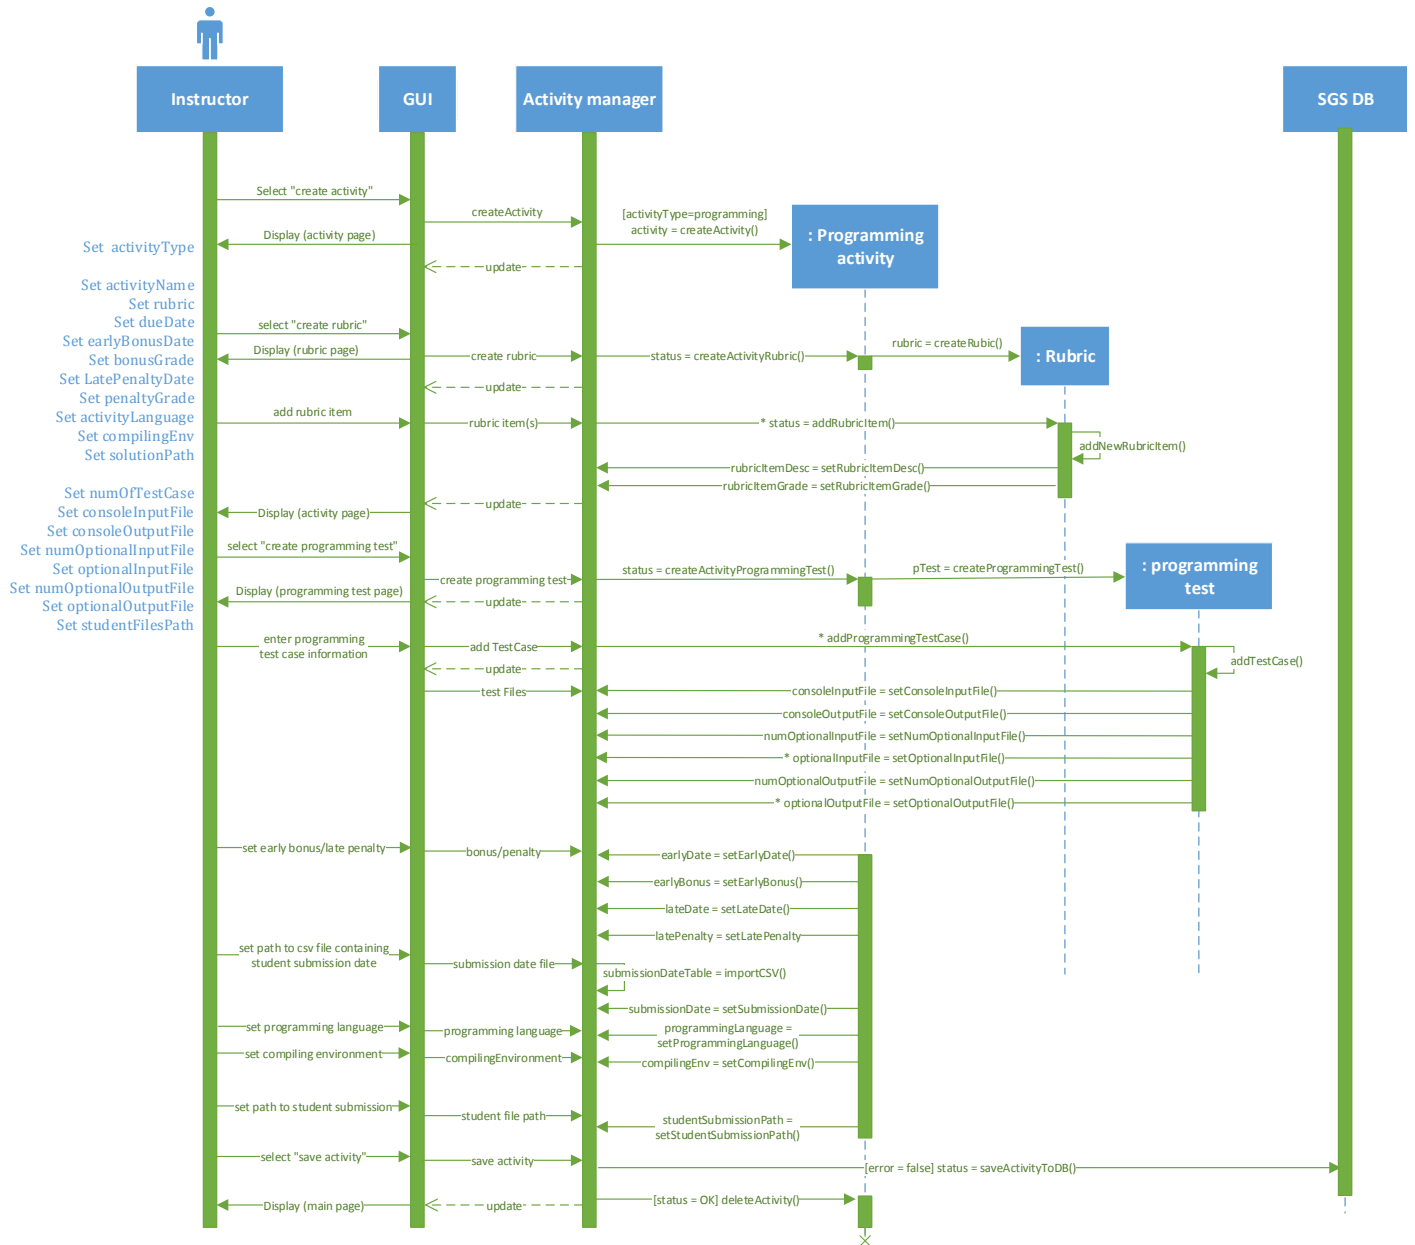 Instructor
GUI
Activity manager
SGS DB
Select "create activity"
createActivity
[activityType=programming]
activity = createActivity()
: Programming
activity
Display (activity page)
Set  activityType
update
Set activityName
Set rubric
Set dueDate
Set earlyBonusDate
Set bonusGrade
Set LatePenaltyDate
Set penaltyGrade
Set activityLanguage
Set compilingEnv
Set solutionPath
Set numOfTestCase
Set consoleInputFile
Set consoleOutputFile
Set numOptionalInputFile
Set optionalInputFile
Set numOptionalOutputFile
Set optionalOutputFile
Set studentFilesPath
select "create rubric"
Display (rubric page)
create rubric
status = createActivityRubric()
rubric = createRubic()
: Rubric
update
add rubric item
rubric item(s)
* status = addRubricItem()
addNewRubricItem()
rubricItemDesc = setRubricItemDesc()
rubricItemGrade = setRubricItemGrade()
update
Display (activity page)
select "create programming test"
create programming test
status = createActivityProgrammingTest()
pTest = createProgrammingTest()
: programming
test
Display (programming test page)
update
enter programming
test case information
add TestCase
* addProgrammingTestCase()
addTestCase()
update
test Files
consoleInputFile = setConsoleInputFile()
consoleOutputFile = setConsoleOutputFile()
numOptionalInputFile = setNumOptionalInputFile()
* optionalInputFile = setOptionalInputFile()
numOptionalOutputFile = setNumOptionalOutputFile()
* optionalOutputFile = setOptionalOutputFile()
set early bonus/late penalty
bonus/penalty
earlyDate = setEarlyDate()
earlyBonus = setEarlyBonus()
lateDate = setLateDate()
latePenalty = setLatePenalty
set path to csv file containing
student submission date
submission date file
submissionDateTable = importCSV()
submissionDate = setSubmissionDate()
set programming language
programming language
programmingLanguage =
setProgrammingLanguage()
set compiling environment
compilingEnvironment
compilingEnv = setCompilingEnv()
set path to student submission
student file path
studentSubmissionPath =
setStudentSubmissionPath()
select "save activity"
save activity
[error = false] status = saveActivityToDB()
Display (main page)
update
[status = OK] deleteActivity()